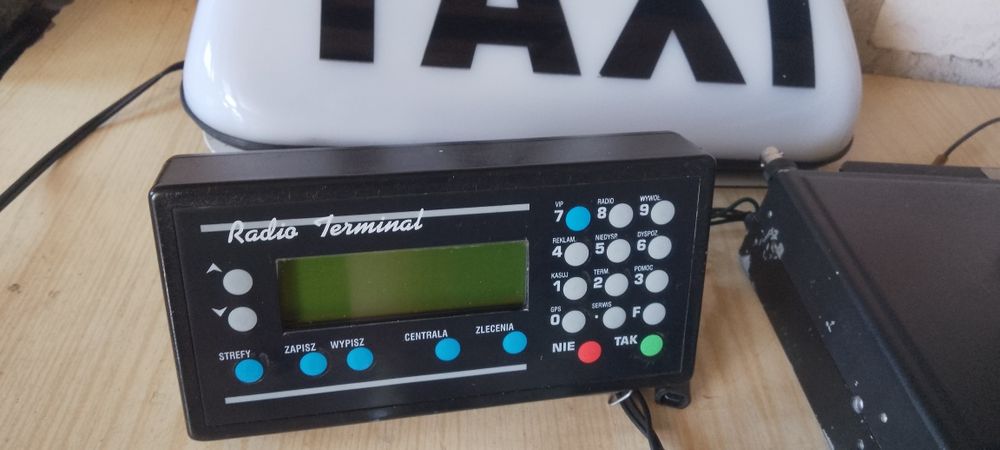 TAXI
Radio Terminal
VIP RADIO WYWOŁ.
7 8 9
REKLAM. NIEDYSP. DYSPOZ.
4 5 6
KASUJ TERM. POMOC
1 2 3
GPS SERWIS
0 . F
NIE TAK
STREFY ZAPISZ WYPISZ CENTRALA ZLECENIA